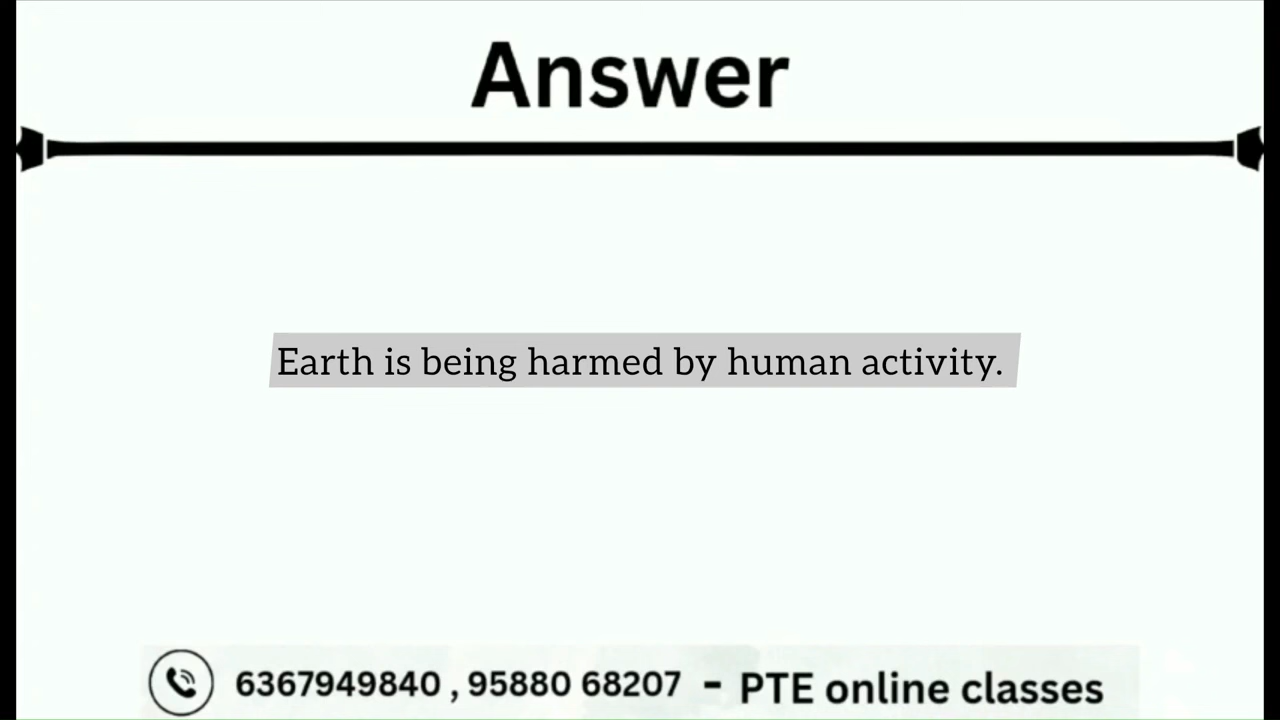 Answer
Earth is being harmed by human activity.
6367949840 , 95880 68207 - PTE online classes